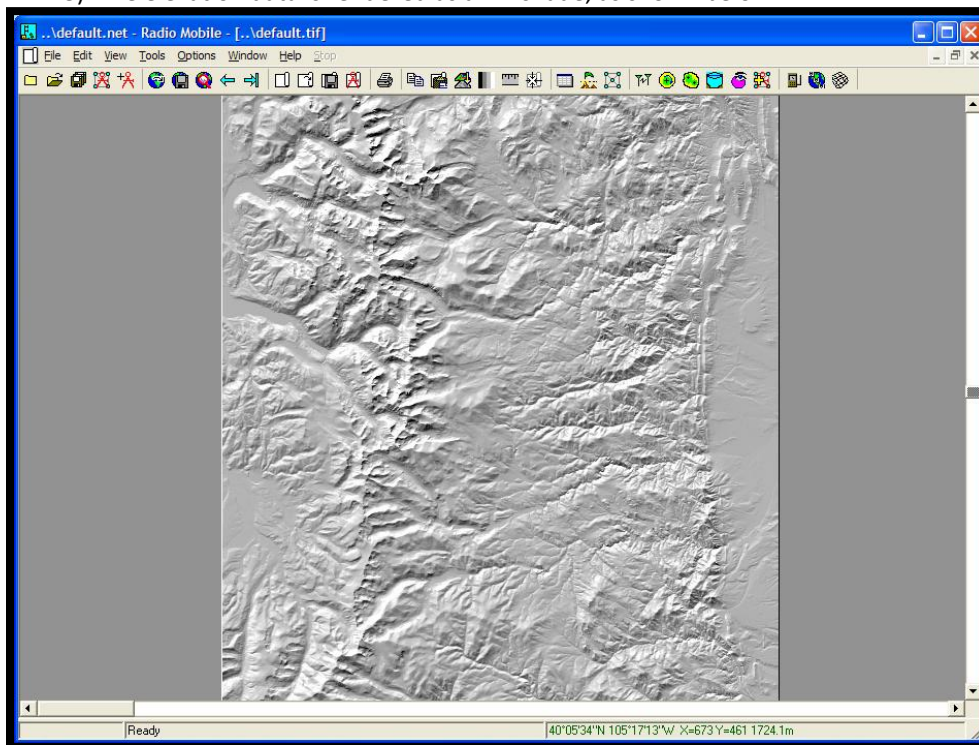 ..\default.net - Radio Mobile - [..\default.tif]
File Edit View Tools Options Window Help Stop
Ready
40°05'34"N 105°17'13"W X=673 Y=461 1724.1m